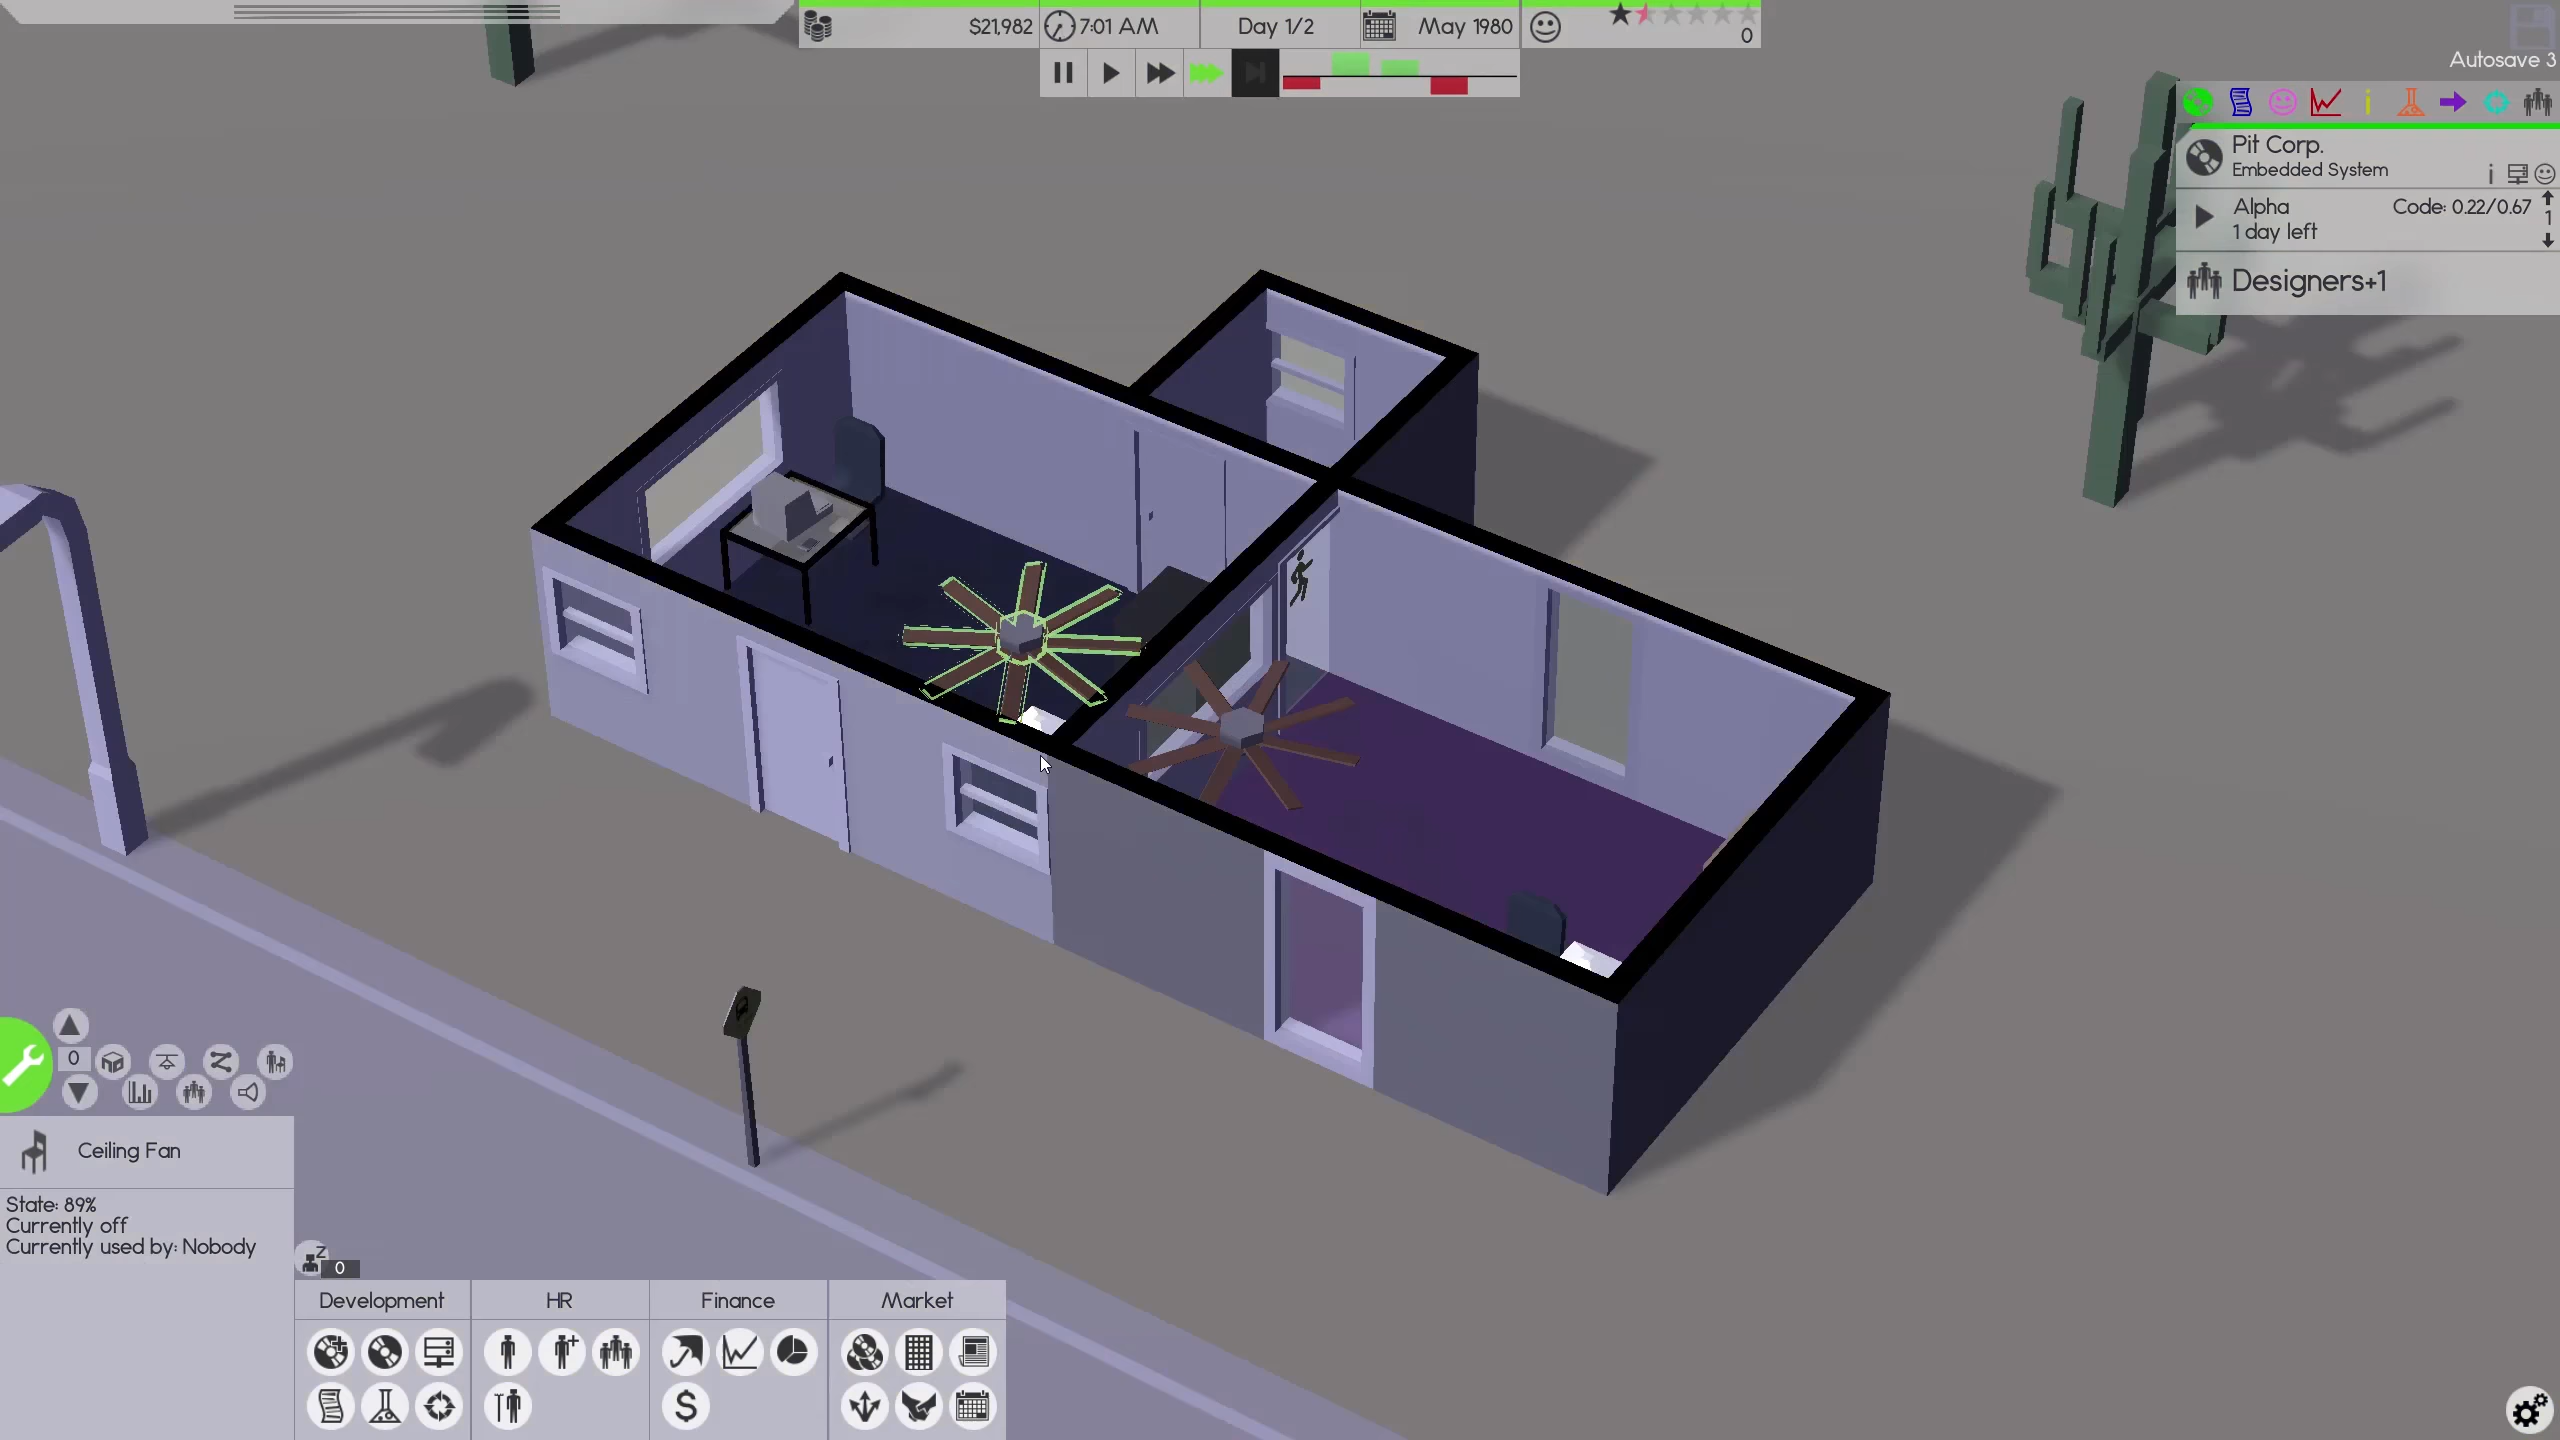 $21,982
7:01 AM
Day 1/2
May 1980
0
Autosave 3
Pit Corp.
Embedded System
Alpha
Code: 0.22/0.67
1 day left
1
Designers+1
0
Ceiling Fan
State: 89%
Currently off
Currently used by: Nobody
z
0
Development
HR
Finance
Market